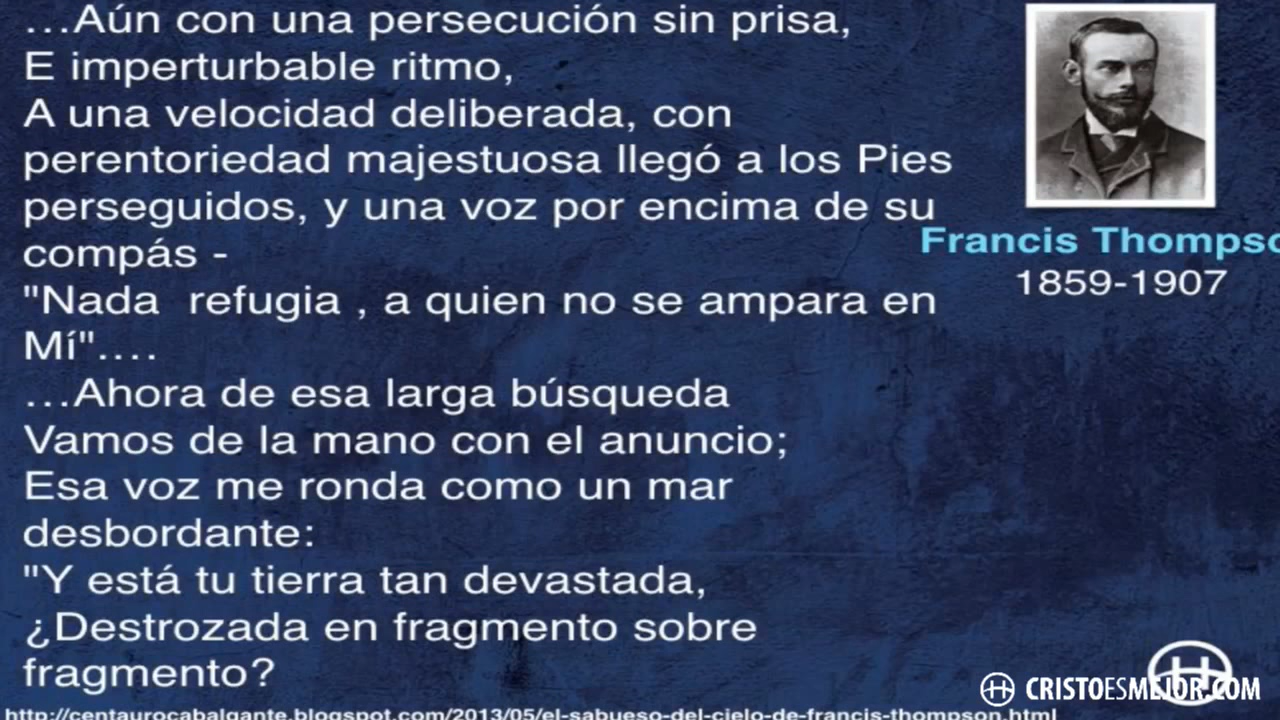 ...Aún con una persecución sin prisa,
E imperturbable ritmo,
A una velocidad deliberada, con
perentoriedad majestuosa llegó a los Pies
perseguidos, y una voz por encima de su
compás -
"Nada refugia , a quien no se ampara en
Mí"....
...Ahora de esa larga búsqueda
Vamos de la mano con el anuncio;
Esa voz me ronda como un mar
desbordante:
"Y está tu tierra tan devastada,
¿Destrozada en fragmento sobre
fragmento?
http://centaurocabalgante.blogspot.com/2013/05/el-sabueso-del-cielo-de-francis-thompson.html
Francis Thompso
1859-1907
CRISTOESMEJOR.COM